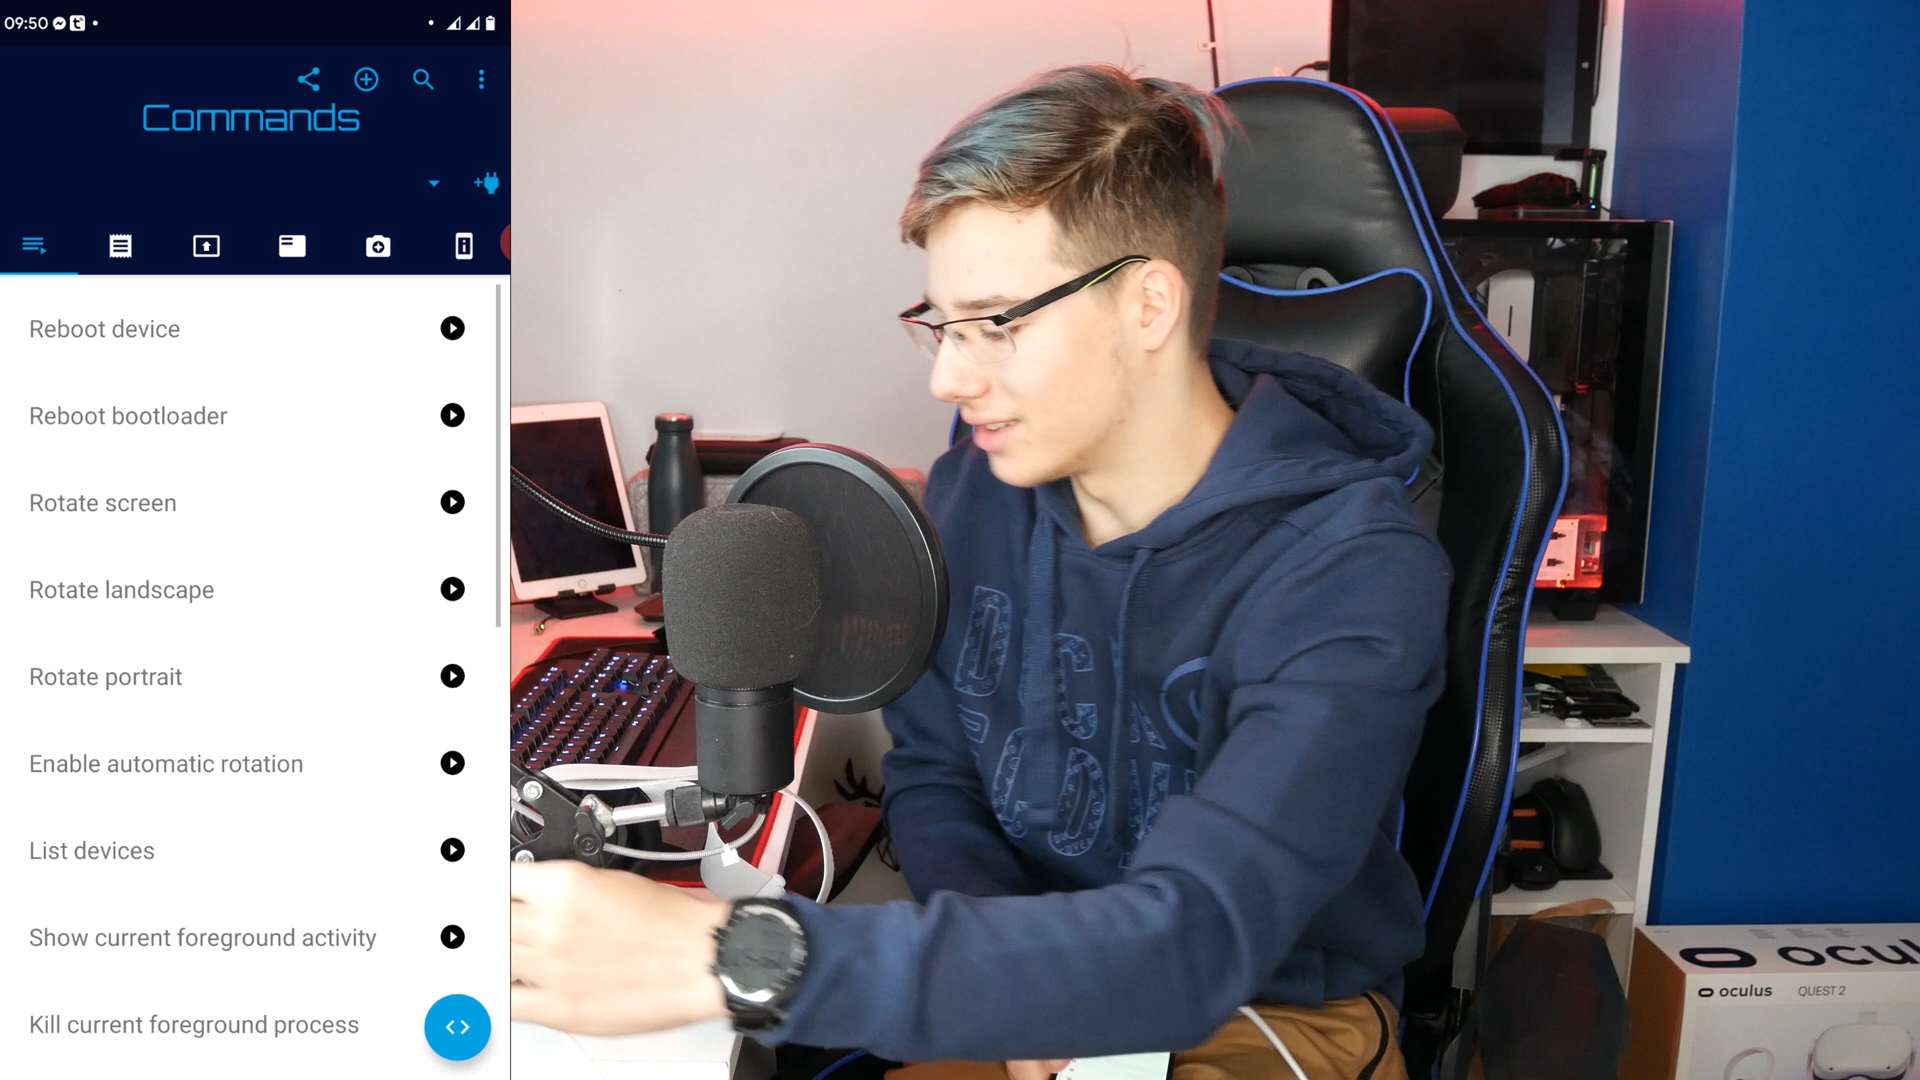 09:50
Commands
Reboot device
Reboot bootloader
Rotate screen
Rotate landscape
Rotate portrait
Enable automatic rotation
List devices
Show current foreground activity
Kill current foreground process
ocul
oculus QUEST 2